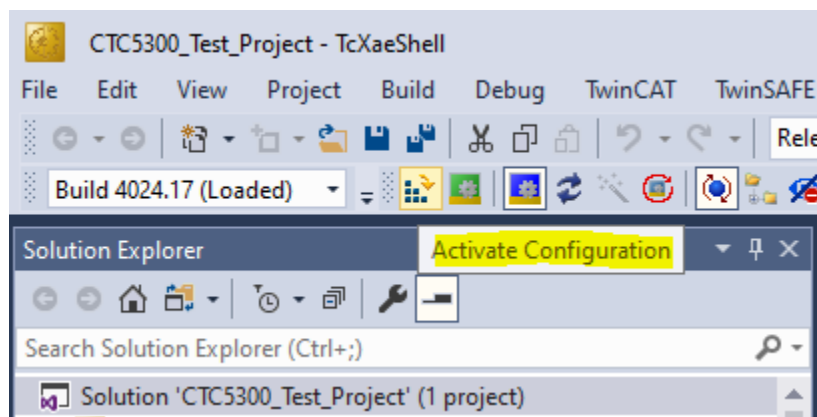 CTC5300_Test_Project - TcXaeShell
File Edit View Project Build Debug TwinCAT TwinSAFE
Rele
Build 4024.17 (Loaded)
Solution Explorer
Activate Configuration
Search Solution Explorer (Ctrl+;)
Solution 'CTC5300_Test_Project' (1 project)